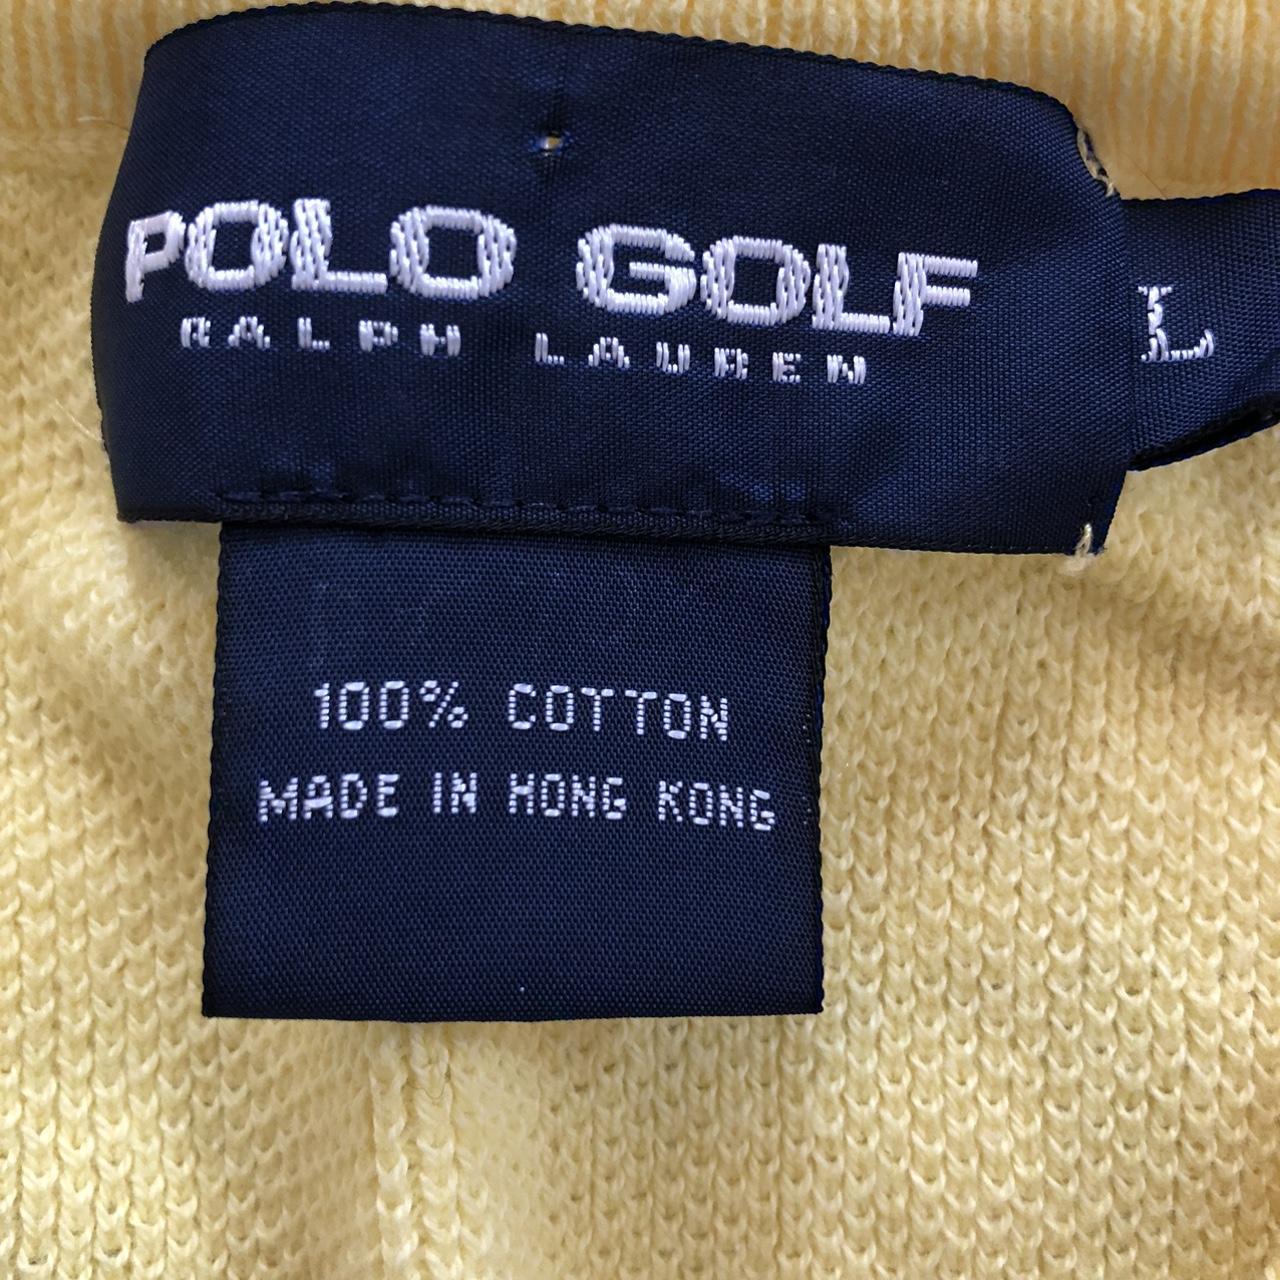 POLO GOLF
RALPH LAUREN
L
100% COTTON
MADE IN HONG KONG